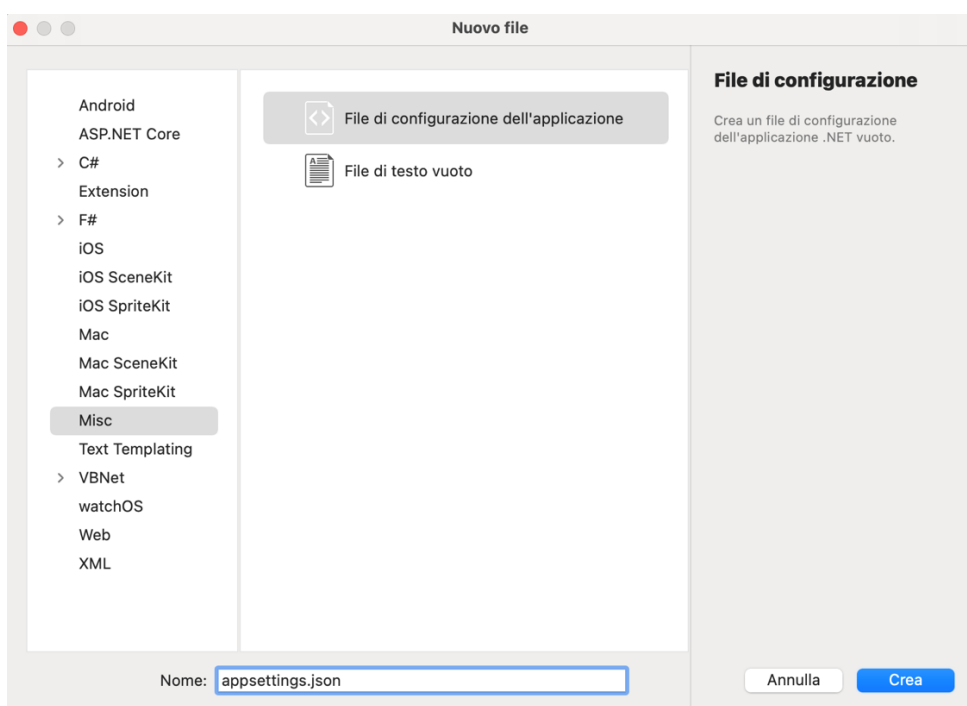 Nuovo file
Android
ASP.NET Core
C#
Extension
F#
iOS
iOS SceneKit
iOS SpriteKit
Mac
Mac SceneKit
Mac SpriteKit
Misc
Text Templating
VBNet
watchOS
Web
XML
File di configurazione dell'applicazione
File di testo vuoto
File di configurazione
Crea un file di configurazione
dell'applicazione .NET vuoto.
Nome: appsettings.json
Annulla
Crea